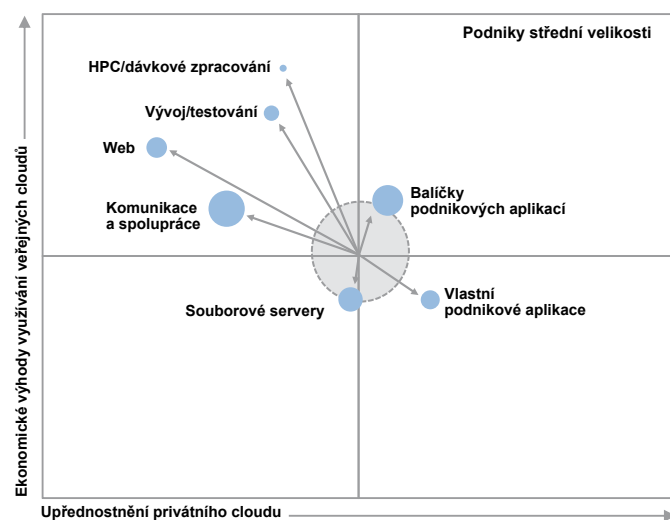 Podniky střední velikosti
HPC/dávkové zpracování
Vývoj/testování
Web
Komunikace
a spolupráce
Balíčky
podnikových aplikací
Souborové servery
Vlastní
podnikové aplikace
Ekonomické výhody využívání veřejných cloudů
Upřednostnění privátního cloudu